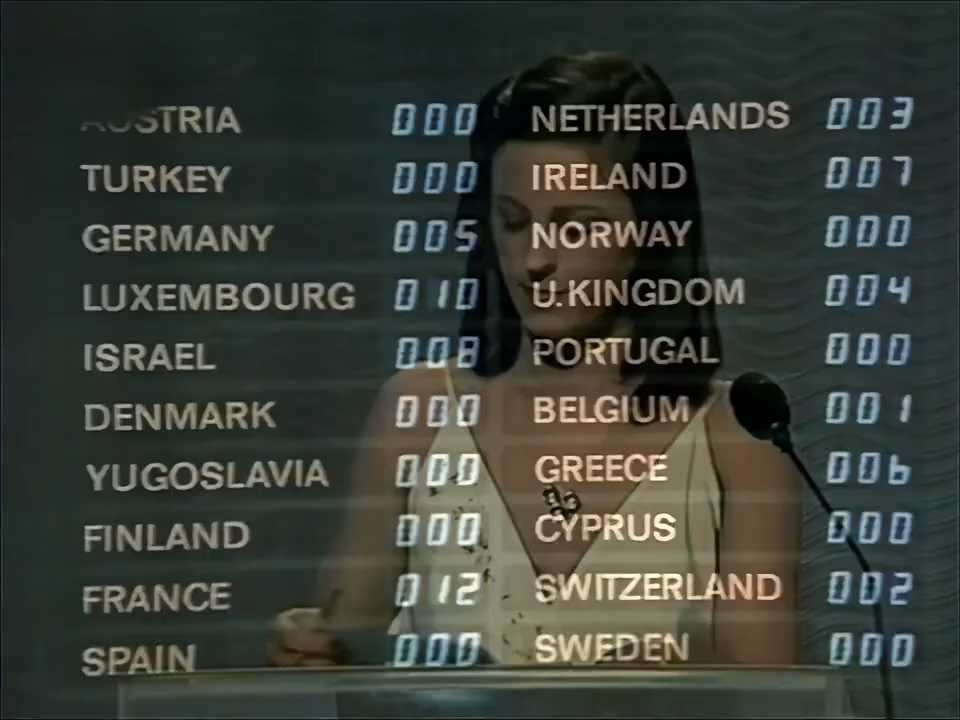 AUSTRIA 000 NETHERLANDS 003
TURKEY 000 IRELAND 007
GERMANY 005 NORWAY 000
LUXEMBOURG 010 U.KINGDOM 004
ISRAEL 008 PORTUGAL 000
DENMARK 000 BELGIUM 001
YUGOSLAVIA 000 GREECE 006
FINLAND 000 CYPRUS 000
FRANCE 012 SWITZERLAND 002
SPAIN 000 SWEDEN 000